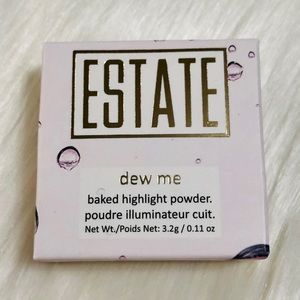 ESTATE
dew me
baked highlight powder.
poudre illuminateur cuit.
Net Wt./Poids Net: 3.2g / 0.11 oz